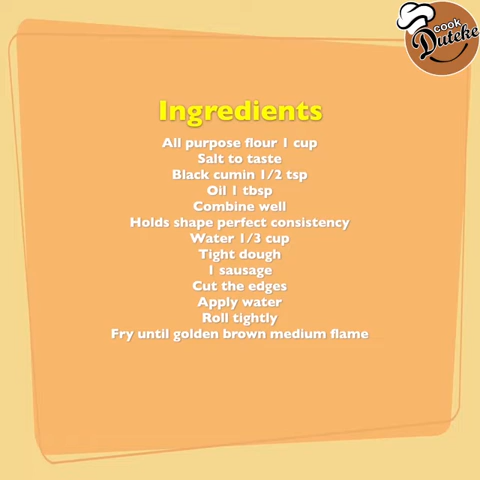 cook
Duteke
Ingredients
All purpose flour 1 cup
Salt to taste
Black cumin 1/2 tsp
Oil 1 tbsp
Combine well
Holds shape perfect consistency
Water 1/3 cup
Tight dough
1 sausage
Cut the edges
Apply water
Roll tightly
Fry until golden brown medium flame